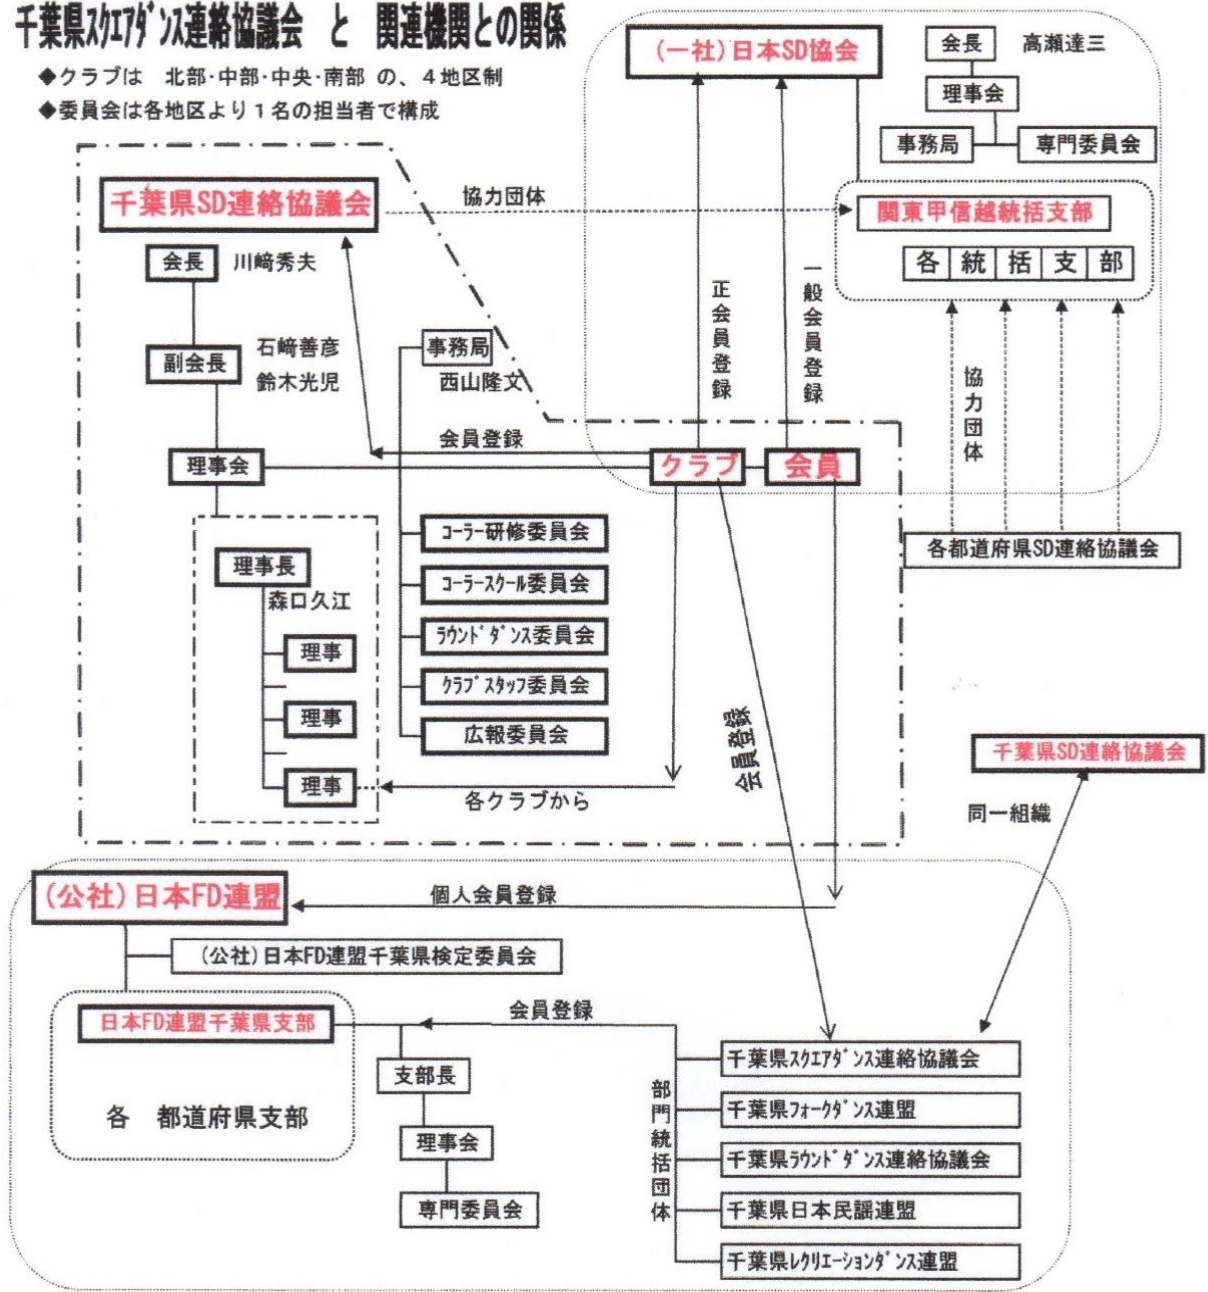 千葉県ｽｸｴｱﾀﾞﾝｽ連絡協議会　と　関連機関との関係
◆クラブは　北部･中部･中央･南部 の、４地区制
◆委員会は各地区より１名の担当者で構成
(一社)日本SD協会
会長　高瀬達三
理事会
事務局
専門委員会
関東甲信越統括支部
各統括支部
千葉県SD連絡協議会
協力団体
会長　川﨑秀夫
副会長
石﨑善彦
鈴木光児
事務局
西山隆文
正会員登録
一般会員登録
協力団体
理事会
会員登録
クラブ
会員
各都道府県SD連絡協議会
理事長
森口久江
理事
理事
理事
ｺｰﾗｰ研修委員会
ｺｰﾗｰｽｸｰﾙ委員会
ﾗｳﾝﾄﾞﾀﾞﾝｽ委員会
ｸﾗﾌﾞｽﾀｯﾌ委員会
広報委員会
各クラブから
会員登録
千葉県SD連絡協議会
同一組織
(公社)日本FD連盟
個人会員登録
(公社)日本FD連盟千葉県検定委員会
日本FD連盟千葉県支部
会員登録
各　都道府県支部
支部長
理事会
専門委員会
部門統括団体
千葉県ｽｸｴｱﾀﾞﾝｽ連絡協議会
千葉県ﾌｫｰｸﾀﾞﾝｽ連盟
千葉県ﾗｳﾝﾄﾞﾀﾞﾝｽ連絡協議会
千葉県日本民謡連盟
千葉県ﾚｸﾘｴｰｼｮﾝﾀﾞﾝｽ連盟